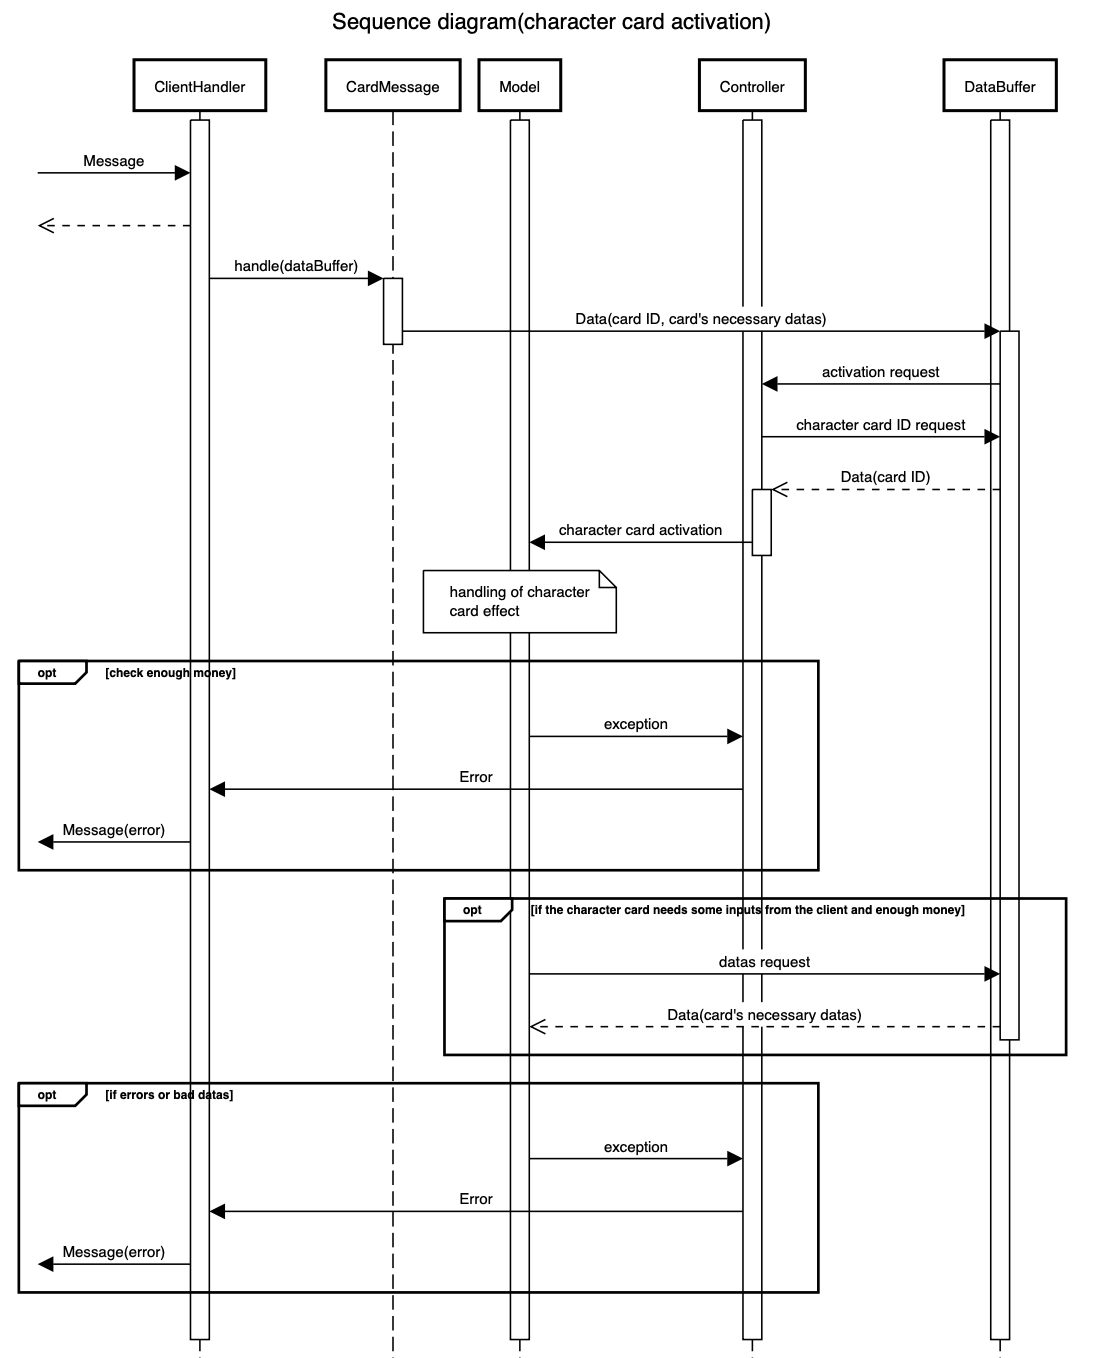 Sequence diagram(character card activation)
ClientHandler
CardMessage
Model
Controller
DataBuffer
Message
handle(dataBuffer)
Data(card ID, card's necessary datas)
activation request
character card ID request
Data(card ID)
character card activation
handling of character
card effect
opt
[check enough money]
exception
Error
Message(error)
opt
[if the character card needs some inputs from the client and enough money]
datas request
Data(card's necessary datas)
opt
[if errors or bad datas]
exception
Error
Message(error)